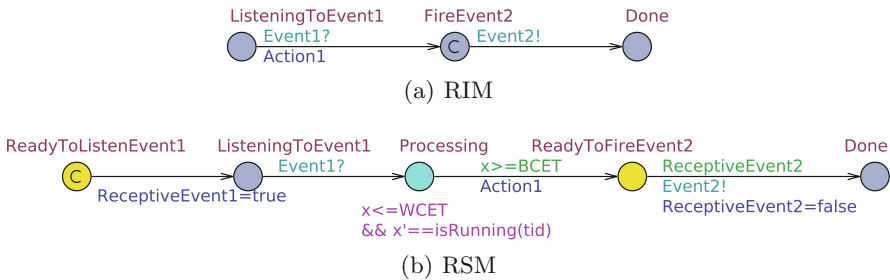 ListeningToEvent1 FireEvent2 Done
Event1? Event2!
C
Action1
(a) RIM
ReadyToListenEvent1 ListeningToEvent1 Processing ReadyToFireEvent2 Done
Event1? x>=BCET ReceptiveEvent2
C
Action1 Event2!
ReceptiveEvent1=true ReceptiveEvent2=false
x<=WCET
&& x'==isRunning(tid)
(b) RSM